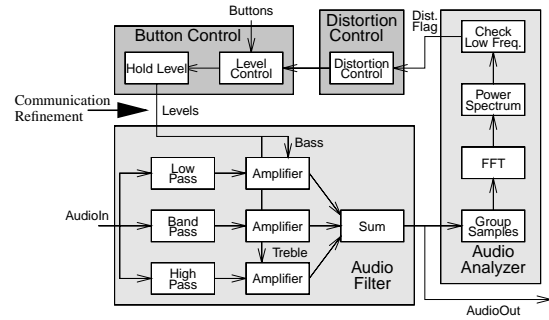 Buttons
Button Control
Hold Level
Level
Control
Distortion
Control
Distortion
Control
Dist.
Flag
Check
Low Freq.
Power
Spectrum
FFT
Group
Samples
Audio
Analyzer
Communication
Refinement
Levels
Bass
Low
Pass
Amplifier
AudioIn
Band
Pass
Amplifier
Sum
Treble
High
Pass
Amplifier
Audio
Filter
AudioOut